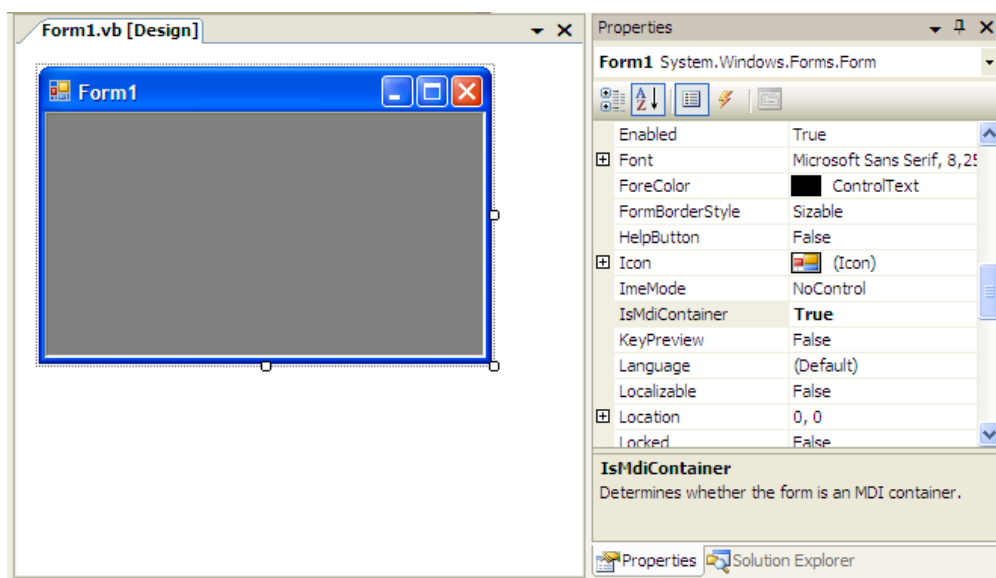 Form1.vb [Design]
Form1
Properties
Form1 System.Windows.Forms.Form
A
Z
Enabled True
Font Microsoft Sans Serif, 8,25
ForeColor ControlText
FormBorderStyle Sizable
HelpButton False
Icon (Icon)
ImeMode NoControl
IsMdiContainer True
KeyPreview False
Language (Default)
Localizable False
Location 0, 0
Locked False
IsMdiContainer
Determines whether the form is an MDI container.
Properties Solution Explorer